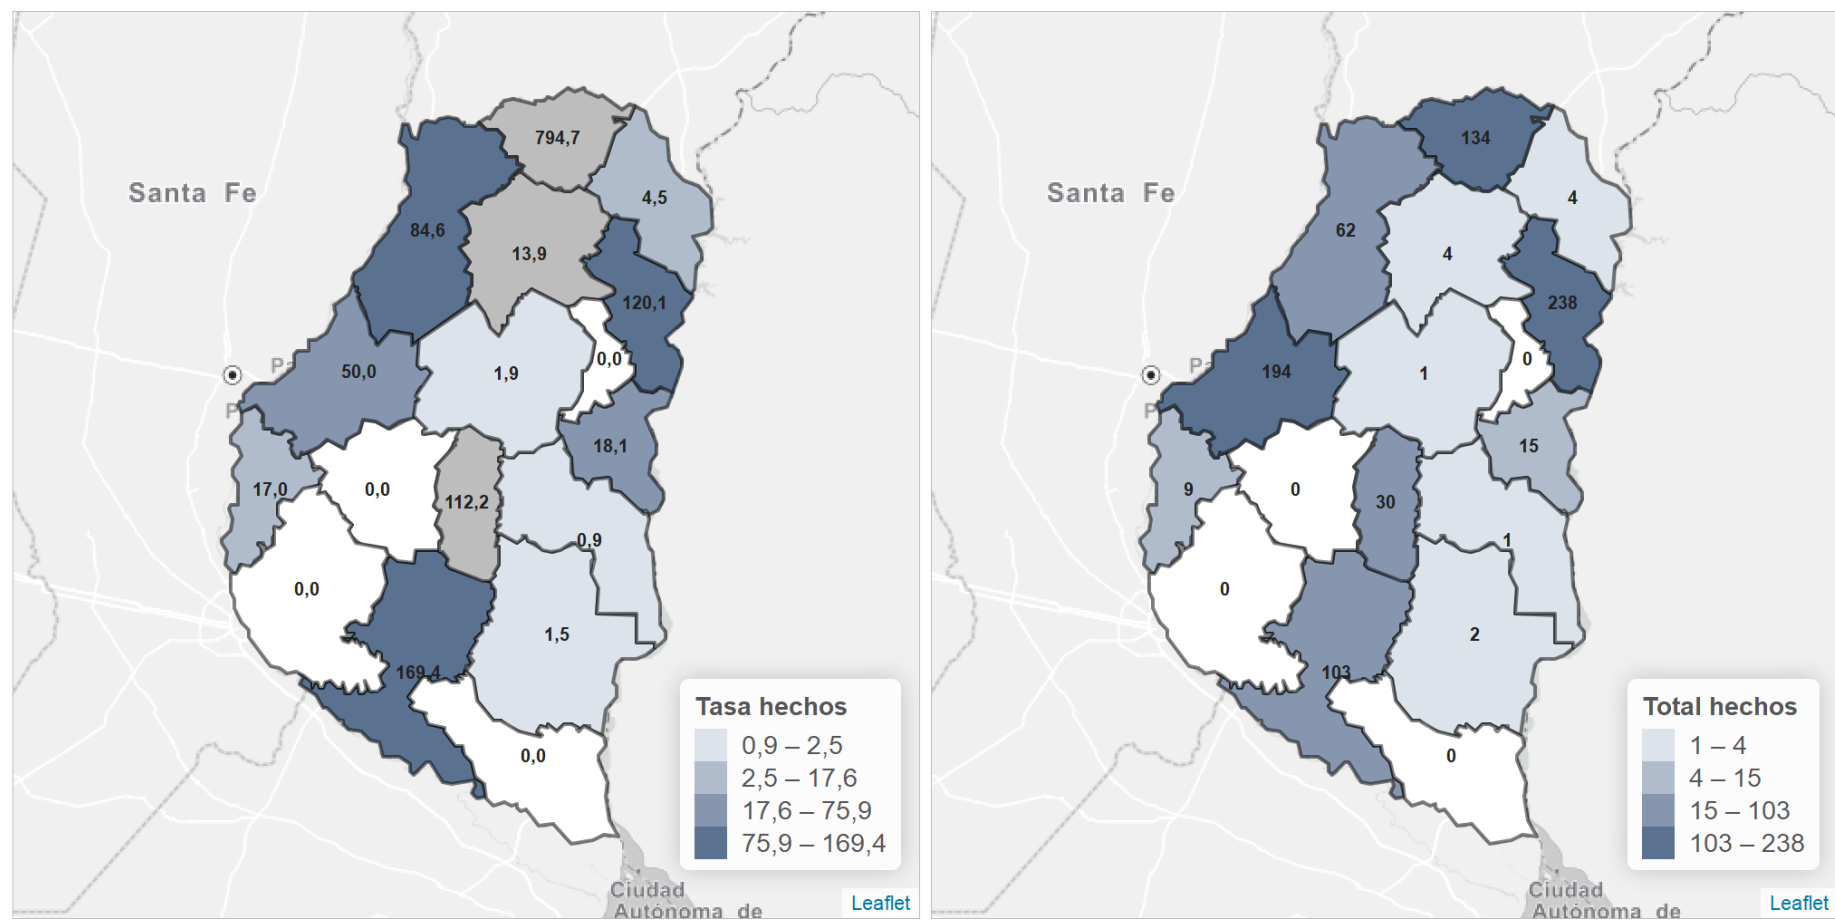 794,7
4,5
Santa Fe
84,6
13,9
120,1
0,0
Pa
50,0
1,9
P
18,1
17,0
0,0
112,2
0,9
0,0
1,5
169,4
0,0
Tasa hechos
0,9 – 2,5
2,5 – 17,6
17,6 – 75,9
75,9 – 169,4
Ciudad
Autónoma de
Leaflet
134
4
Santa Fe
62
4
238
0
Pa
194
1
P
15
9
0
30
1
0
2
103
0
Total hechos
1 – 4
4 – 15
15 – 103
103 – 238
Ciudad
Autónoma de
Leaflet